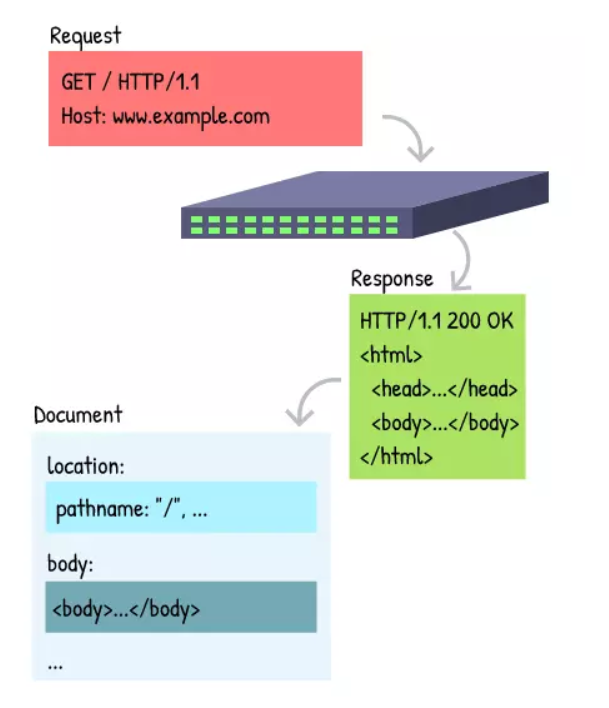 Request
GET / HTTP/1.1
Host: www.example.com
Response
HTTP/1.1 200 OK
<html>
<head>...</head>
<body>...</body>
</html>
Document
location:
pathname: "/", ...
body:
<body>...</body>
...